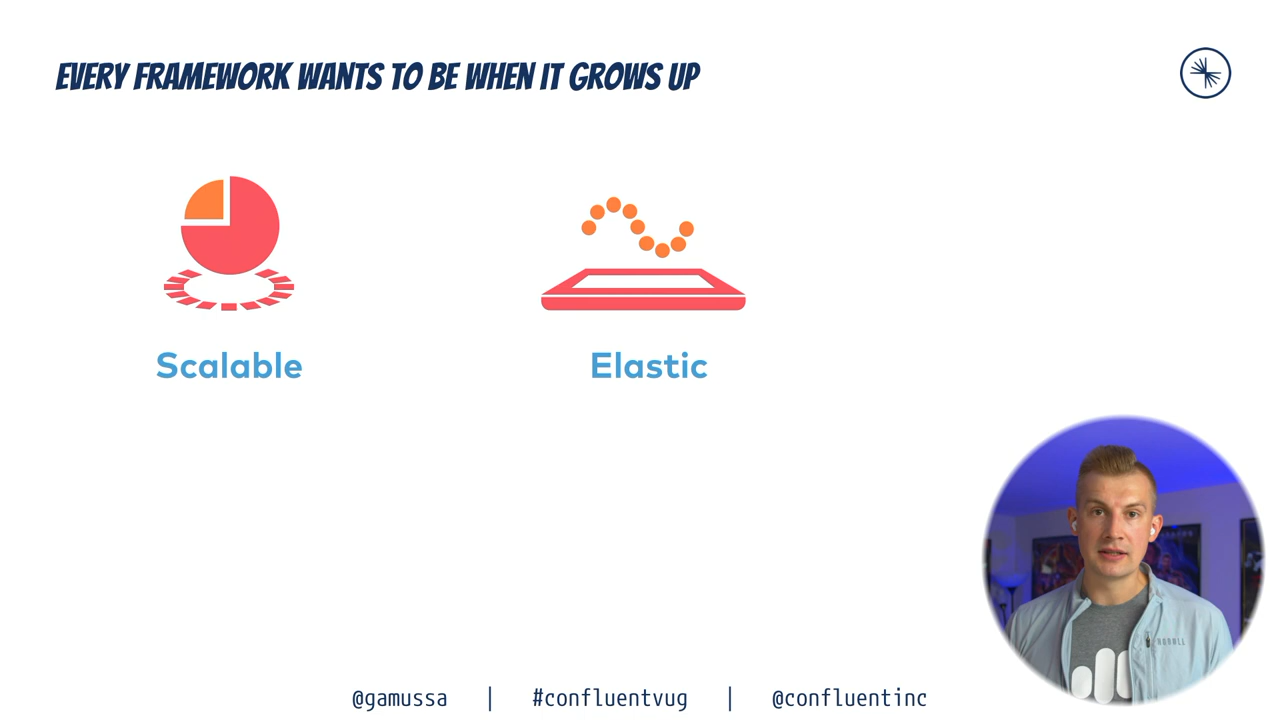 EVERY FRAMEWORK WANTS TO BE WHEN IT GROWS UP
Scalable
Elastic
@gamussa | #confluentvug | @confluentinc